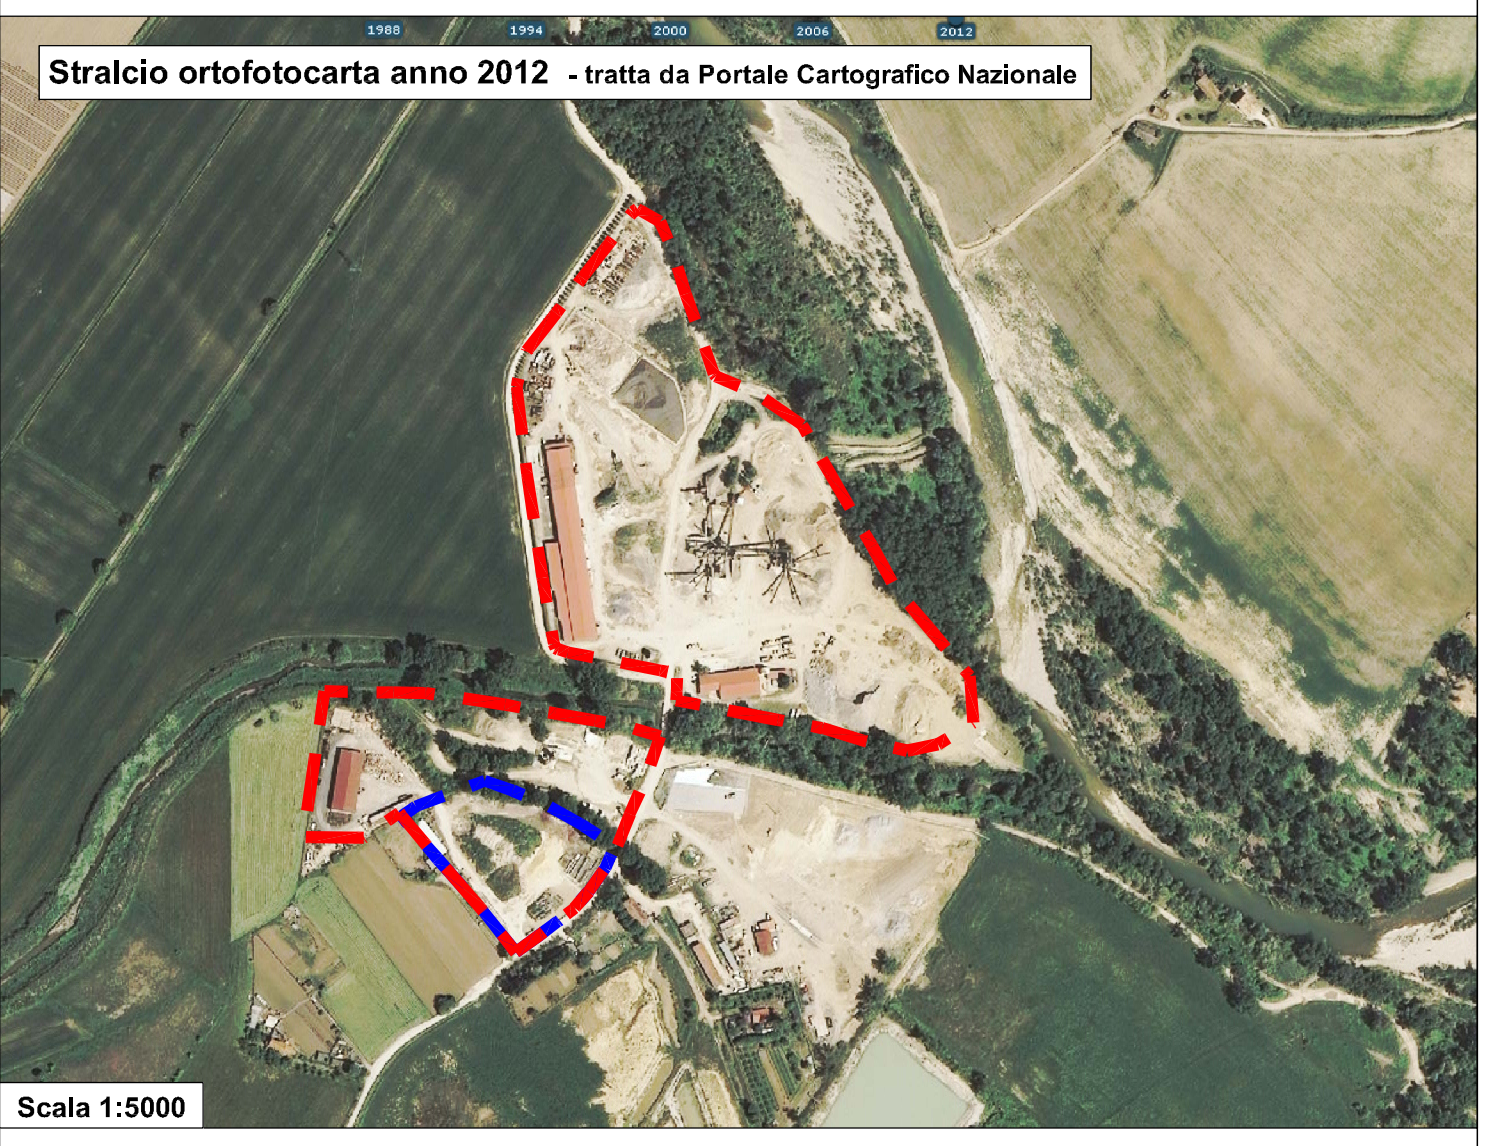 1988 1994 2000 2006 2012
Stralcio ortofotocarta anno 2012 - tratta da Portale Cartografico Nazionale
Scala 1:5000